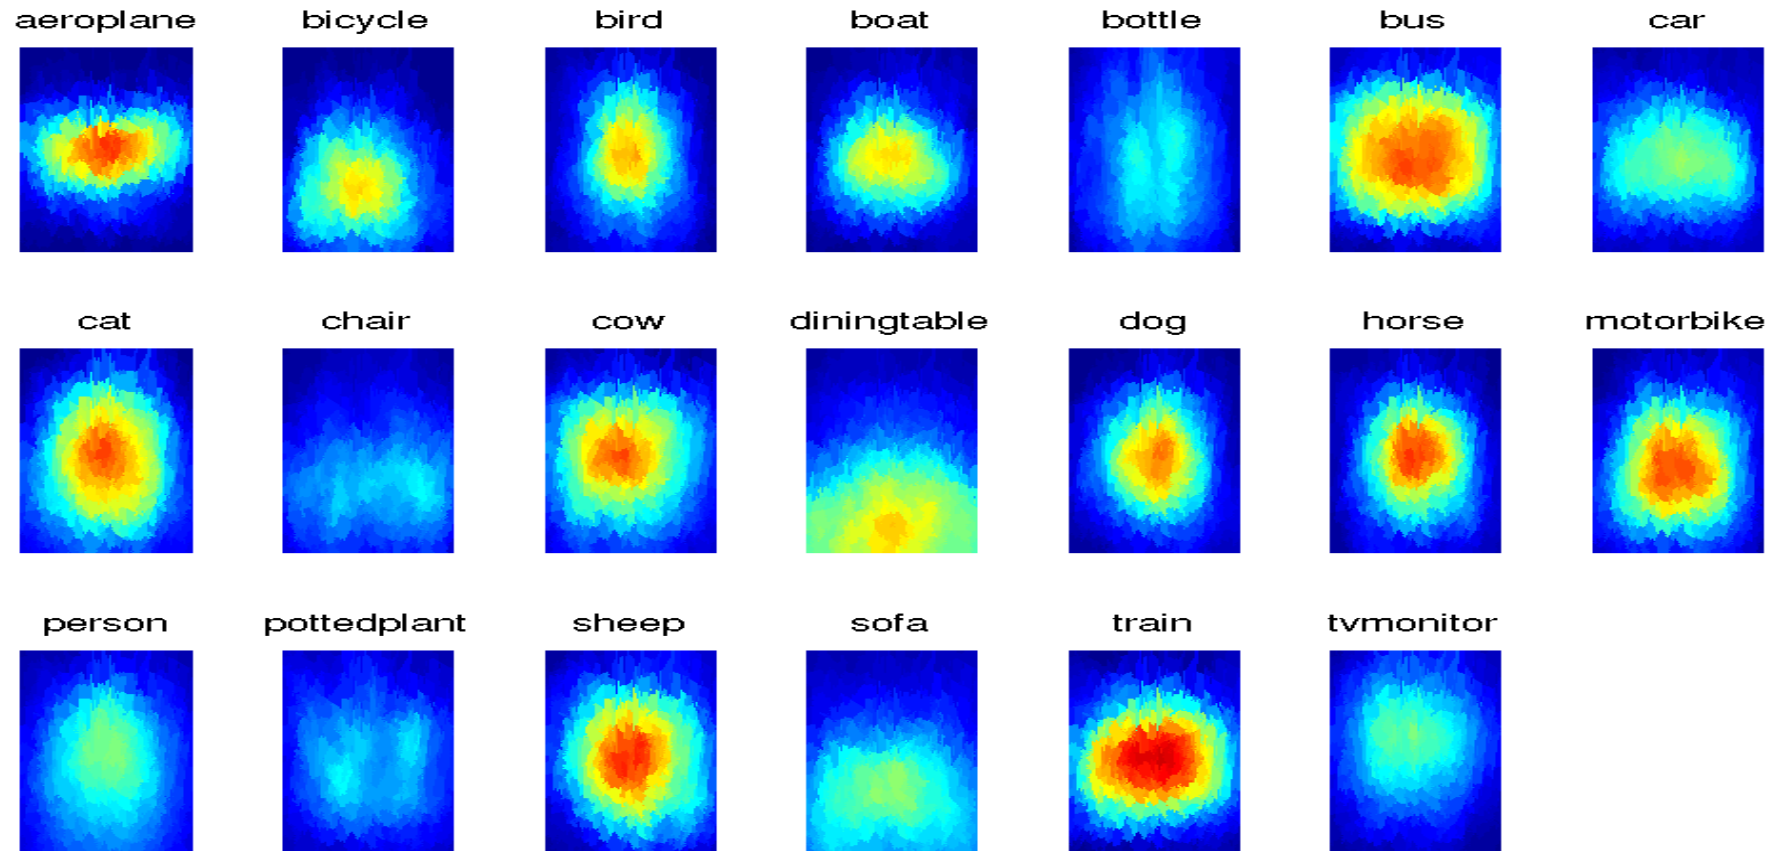 aeroplane bicycle bird boat bottle bus car
cat chair cow diningtable dog horse motorbike
person pottedplant sheep sofa train tvmonitor